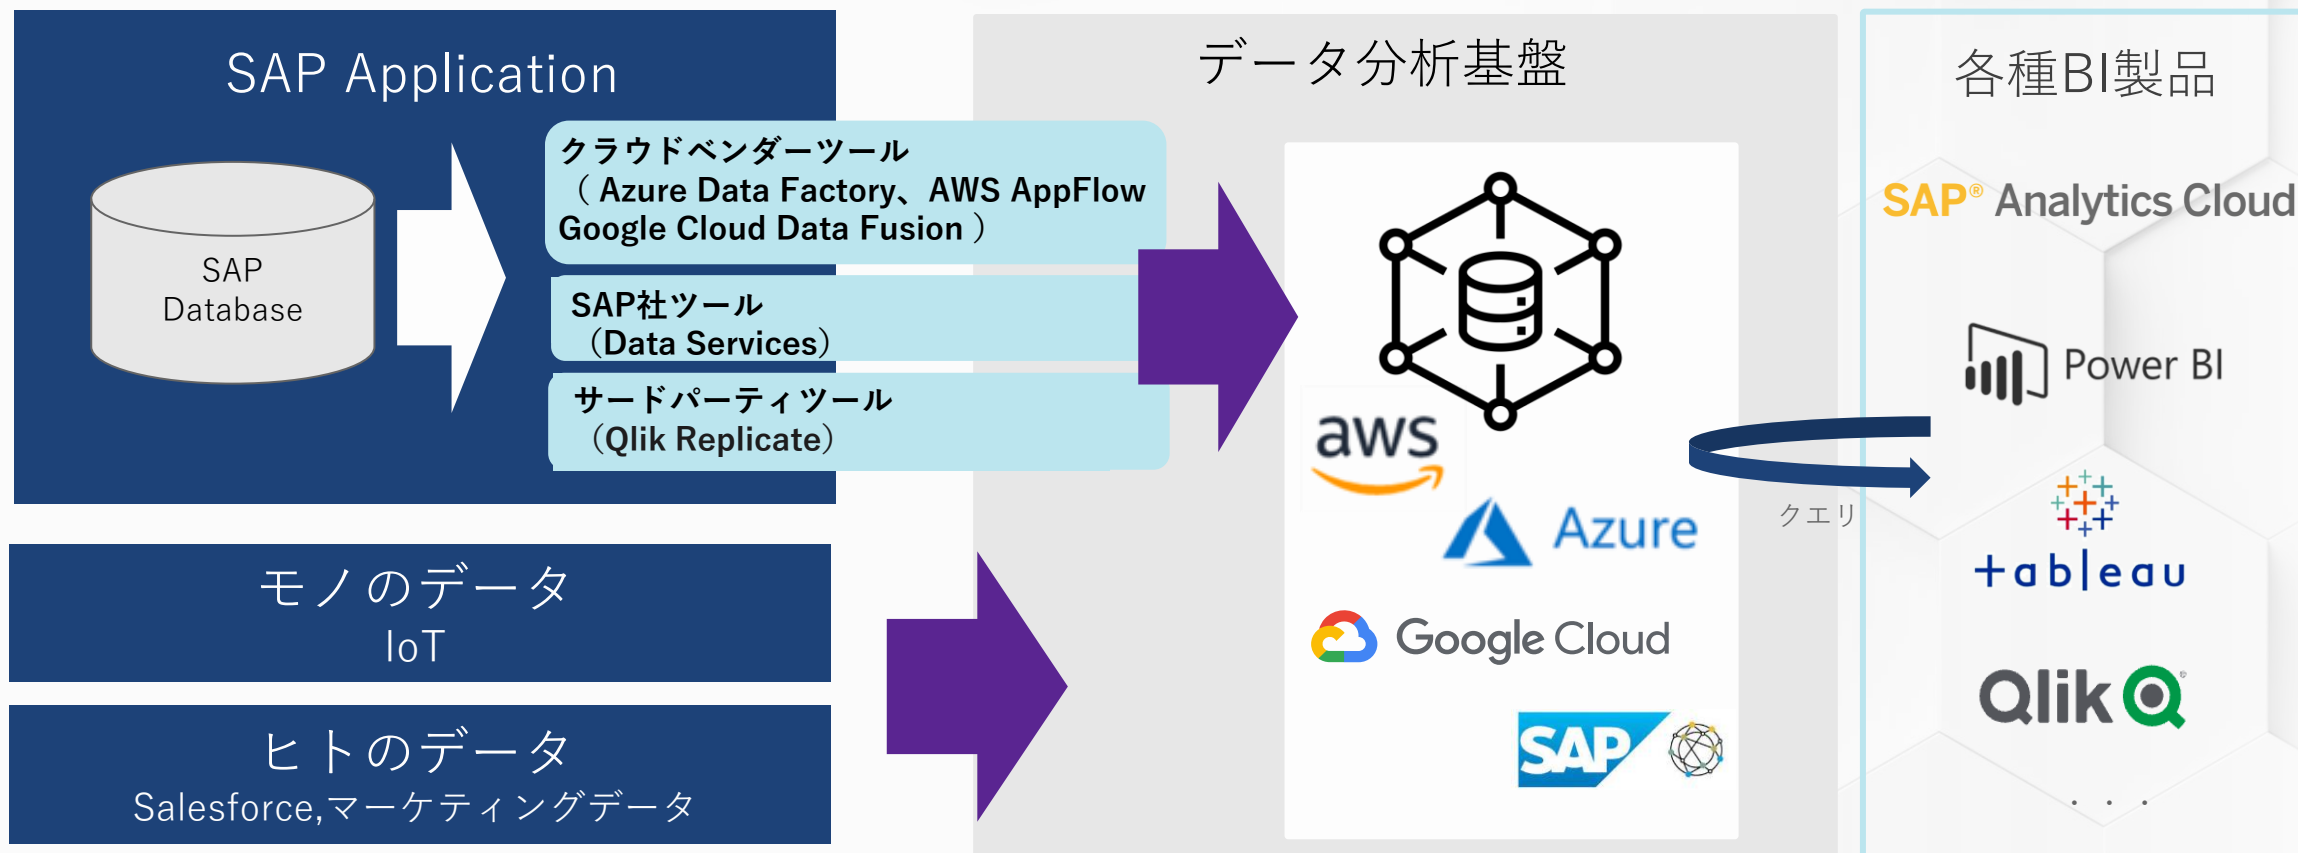 SAP Application
SAP
Database
クラウドベンダーツール
（ Azure Data Factory、AWS AppFlow
Google Cloud Data Fusion ）
SAP社ツール
（Data Services）
サードパーティツール
（Qlik Replicate）
モノのデータ
IoT
ヒトのデータ
Salesforce,マーケティングデータ
データ分析基盤
aws
Azure
Google Cloud
SAP
クエリ
各種BI製品
SAP® Analytics Cloud
Power BI
+ableau
Qlik
・・・